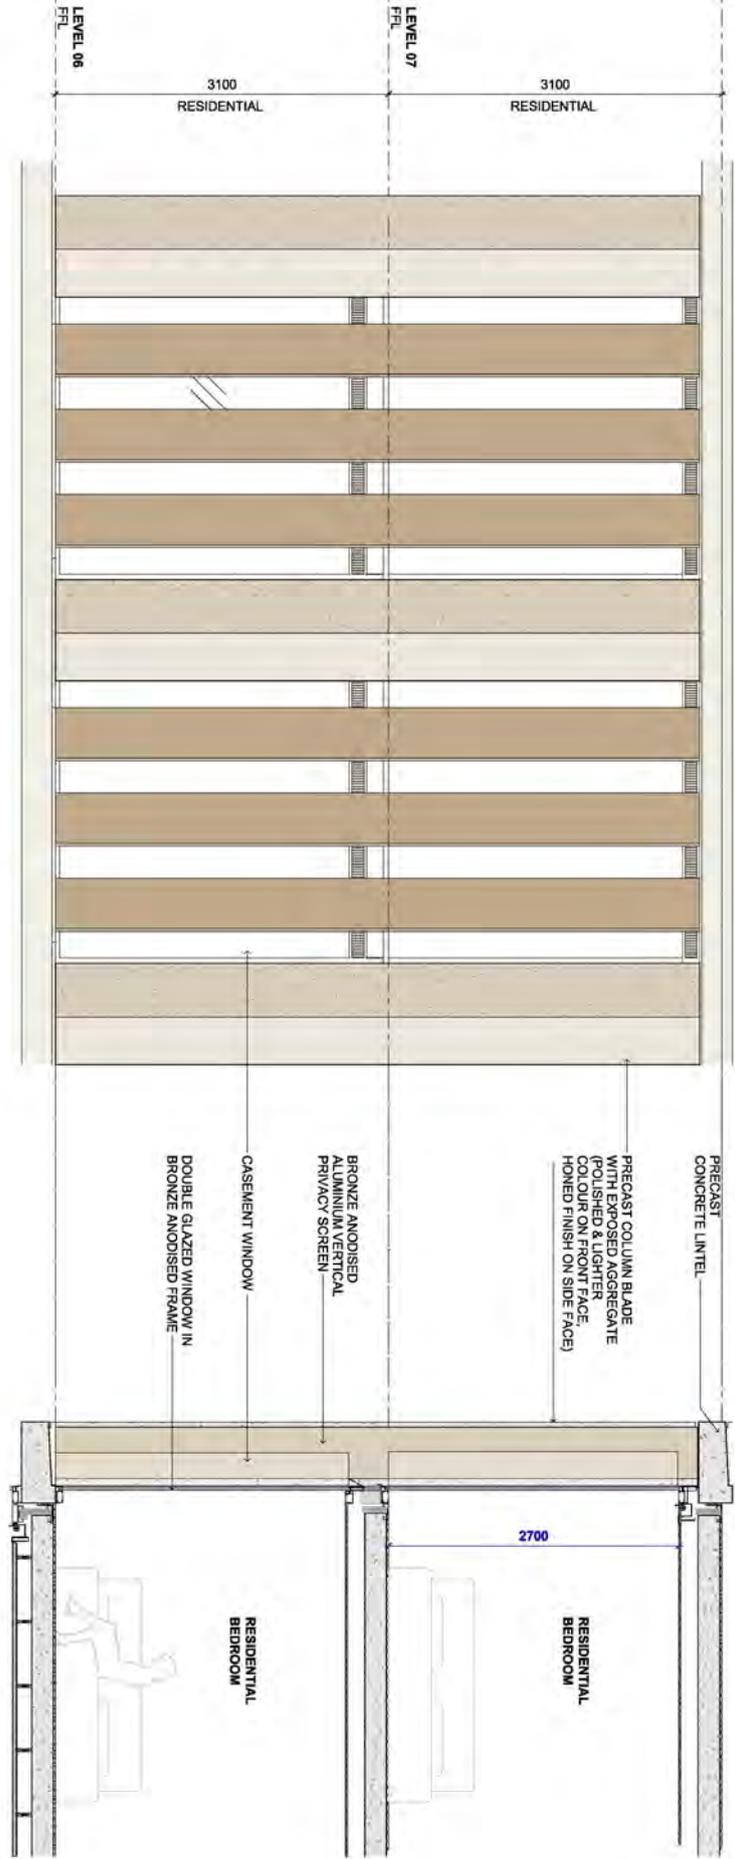 LEVEL 07
FFL
LEVEL 06
FFL
3100
RESIDENTIAL
3100
RESIDENTIAL
PRECAST
CONCRETE LINTEL
PRECAST COLUMN BLADE
WITH EXPOSED AGGREGATE
(POLISHED & LIGHTER
COLOUR ON FRONT FACE,
HONED FINISH ON SIDE FACE)
BRONZE ANODISED
ALUMINIUM VERTICAL
PRIVACY SCREEN
CASEMENT WINDOW
DOUBLE GLAZED WINDOW IN
BRONZE ANODISED FRAME
2700
RESIDENTIAL
BEDROOM
RESIDENTIAL
BEDROOM